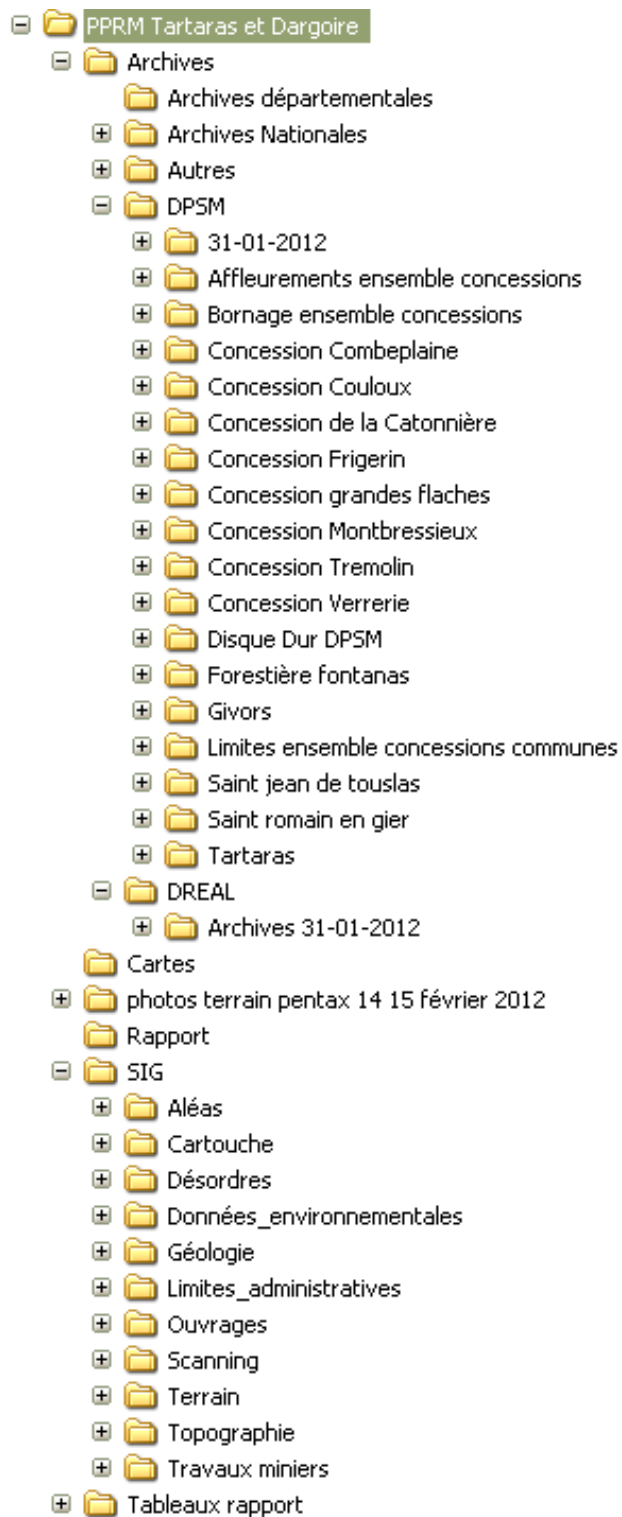 PPRM Tartaras et Dargoire
Archives
Archives départementales
Archives Nationales
Autres
DPSM
31-01-2012
Affleurements ensemble concessions
Bornage ensemble concessions
Concession Combeplaine
Concession Couloux
Concession de la Catonnière
Concession Frigerin
Concession grandes flaches
Concession Montbressieux
Concession Tremolin
Concession Verrerie
Disque Dur DPSM
Forestière fontanas
Givors
Limites ensemble concessions communes
Saint jean de touslas
Saint romain en gier
Tartaras
DREAL
Archives 31-01-2012
Cartes
photos terrain pentax 14 15 février 2012
Rapport
SIG
Aléas
Cartouche
Désordres
Données_environnementales
Géologie
Limites_administratives
Ouvrages
Scanning
Terrain
Topographie
Travaux miniers
Tableaux rapport